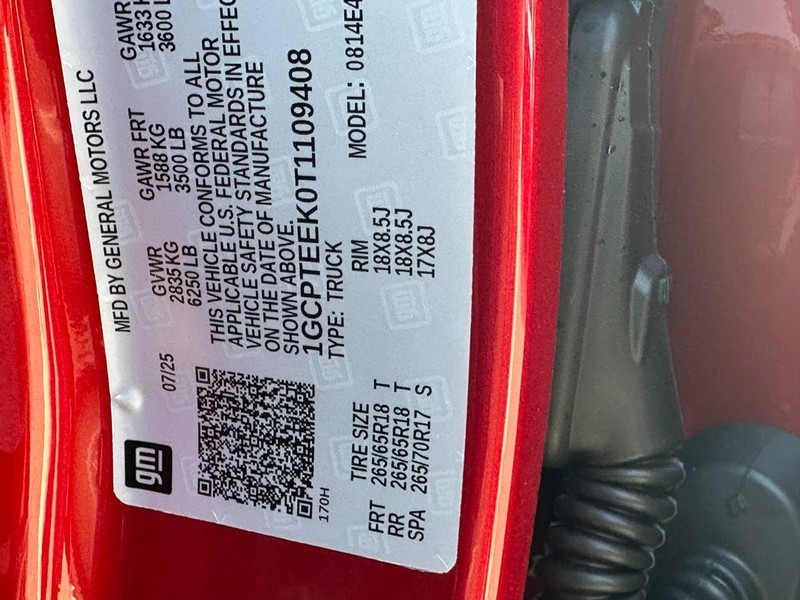 gm
MFD BY GENERAL MOTORS LLC
07/25
GVWR GAWR FRT GAWR
2835 KG 1588 KG 1633
6250 LB 3500 LB 3600
THIS VEHICLE CONFORMS TO ALL
APPLICABLE U.S. FEDERAL MOTOR
VEHICLE SAFETY STANDARDS IN
ON THE DATE OF MANUFACTURE
SHOWN ABOVE.
1GCPTEEK0T1109408
TYPE: TRUCK MODEL: 0814E4
170H
TIRE SIZE RIM
FRT 265/65R18 T 18X8.5J
RR 265/65R18 T 18X8.5J
SPA 265/70R17 S 17X8J